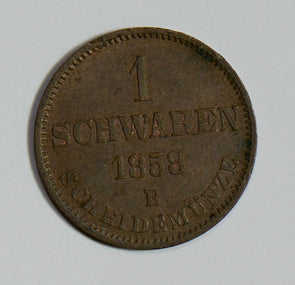 1
SCHWAREN
1858
B
SCHEIDEMÜNZE